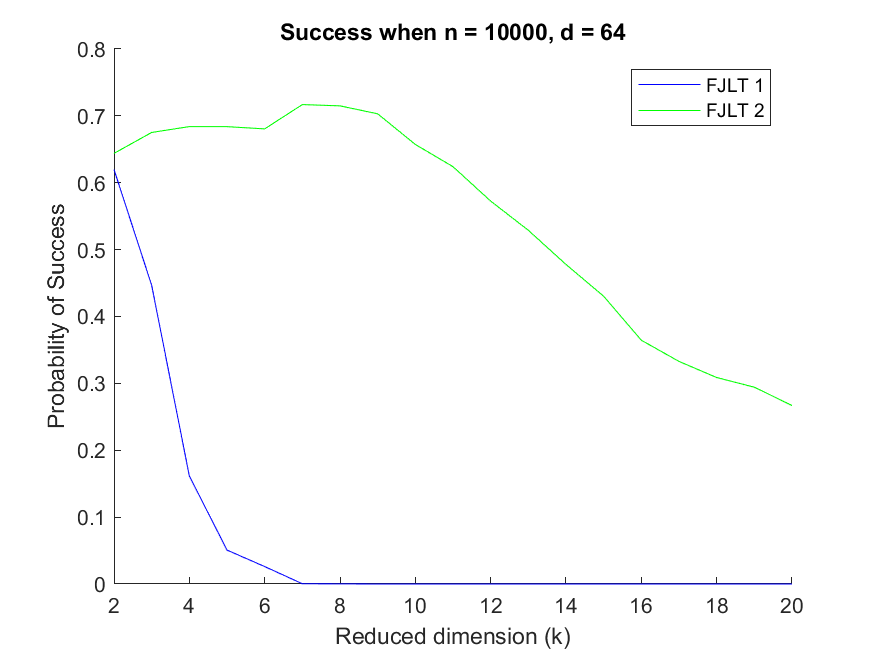 Success when n = 10000, d = 64
FJLT 1
FJLT 2
Probability of Success
0.8
0.7
0.6
0.5
0.4
0.3
0.2
0.1
0
2 4 6 8 10 12 14 16 18 20
Reduced dimension (k)